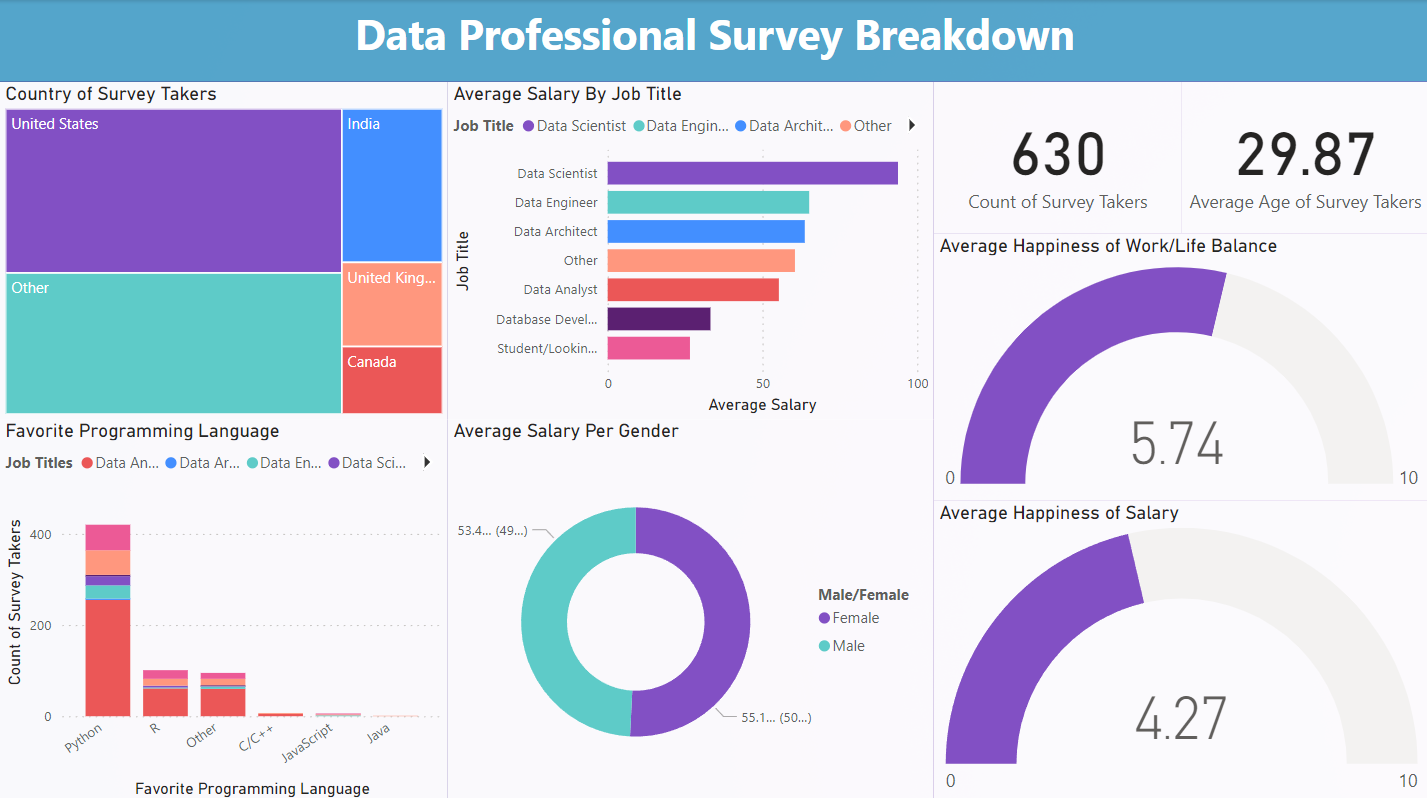 Data Professional Survey Breakdown
Country of Survey Takers
United States
India
Other
United King...
Canada
Average Salary By Job Title
Job Title Data Scientist Data Engin... Data Archit... Other
Job Title
Data Scientist
Data Engineer
Data Architect
Other
Data Analyst
Database Devel...
Student/Lookin...
0 50 100
Average Salary
630
Count of Survey Takers
29.87
Average Age of Survey Takers
Average Happiness of Work/Life Balance
5.74
0 10
Favorite Programming Language
Job Titles Data An... Data Ar... Data En... Data Sci...
Count of Survey Takers
400
200
0
Python R Other C/C++ JavaScript Java
Favorite Programming Language
Average Salary Per Gender
53.4... (49...)
55.1... (50...)
Male/Female
Female
Male
Average Happiness of Salary
4.27
0 10